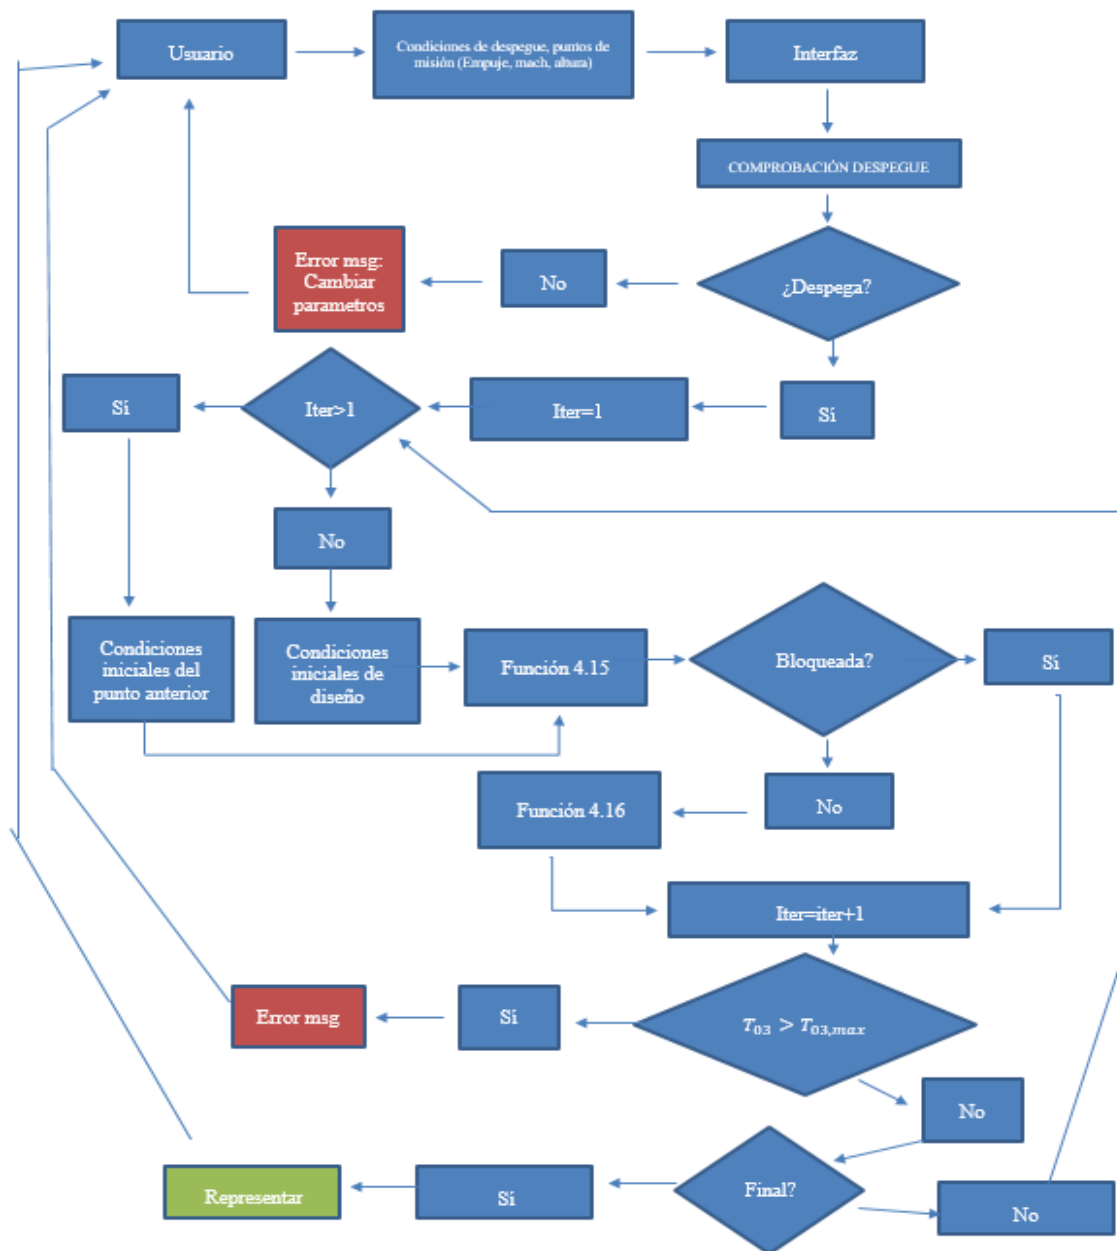 Usuario
Condiciones de despegue, puntos de
misión (Empuje, mach, altura)
Interfaz
COMPROBACIÓN DESPEGUE
¿Despega?
No
Error msg:
Cambiar
parametros
Sí
Iter=1
Iter>1
Sí
No
Condiciones
iniciales del
punto anterior
Condiciones
iniciales de
diseño
Función 4.15
Bloqueada?
Sí
No
Función 4.16
Iter=iter+1
T03 > T03,max
Sí
Error msg
No
Final?
Sí
Representar
No